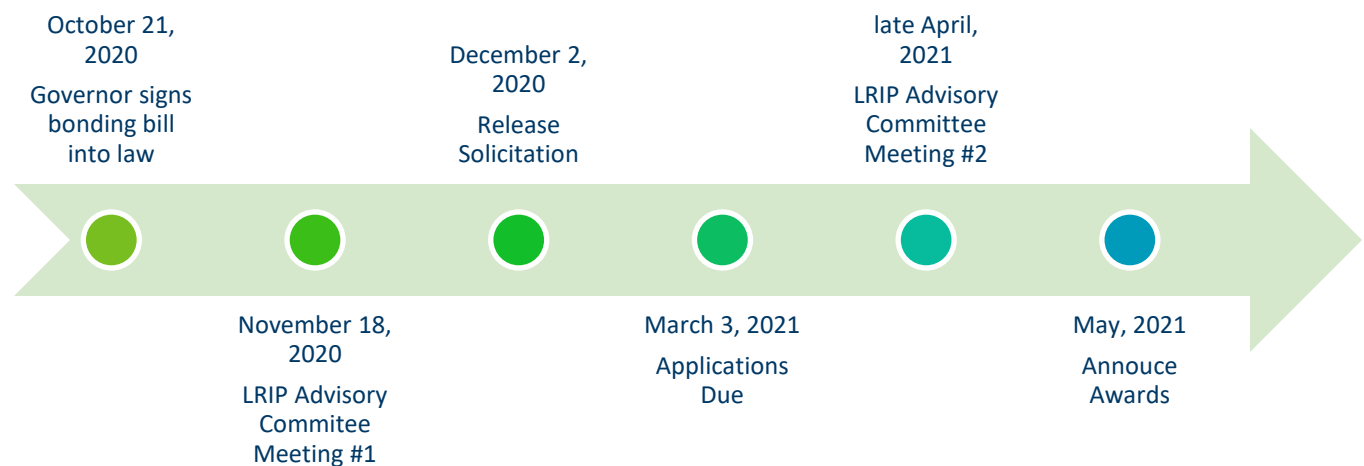 October 21,
2020
Governor signs
bonding bill
into law
November 18,
2020
LRIP Advisory
Commitee
Meeting #1
December 2,
2020
Release
Solicitation
March 3, 2021
Applications
Due
late April,
2021
LRIP Advisory
Committee
Meeting #2
May, 2021
Annouce
Awards